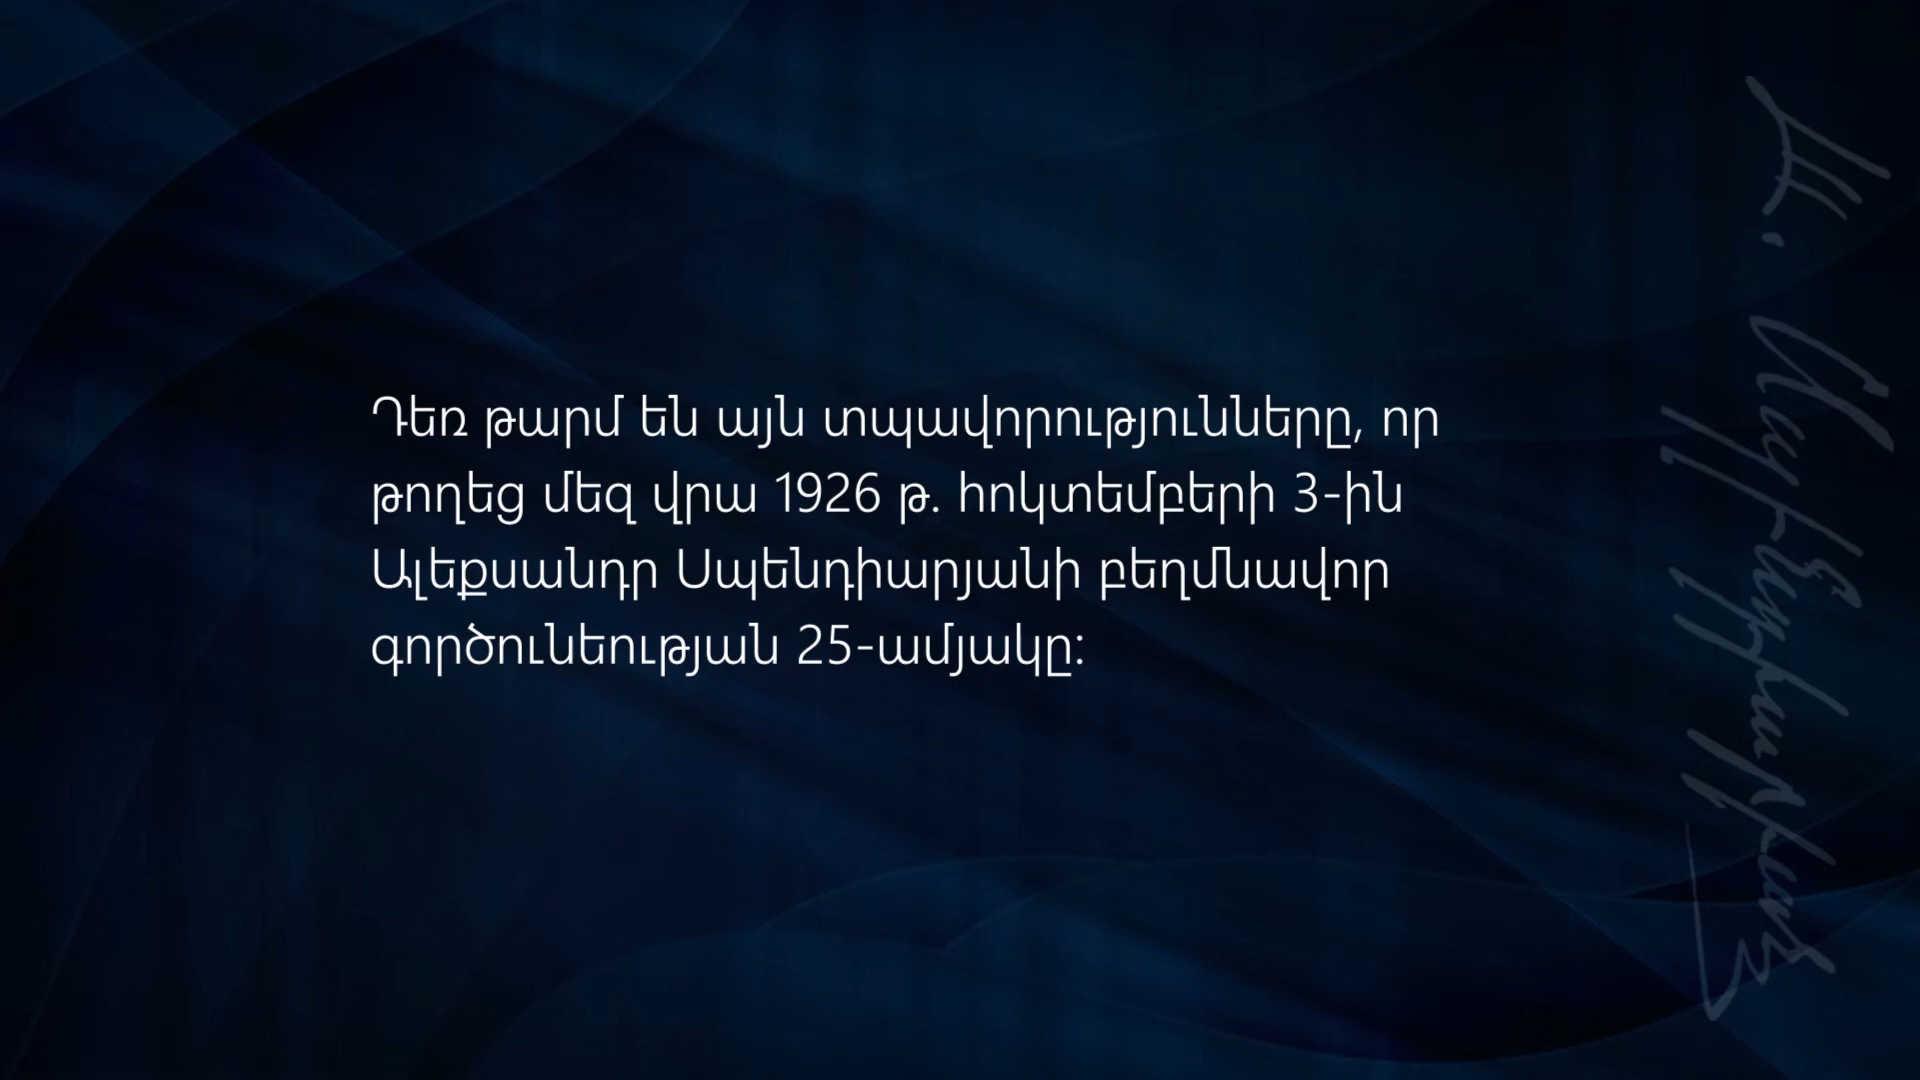 Դեռ թարմ են այն տպավորությունները, որ
թողեց մեզ վրա 1926 թ. հոկտեմբերի 3-ին
Ալեքսանդր Սպենդիարյանի բեղմնավոր
գործունեության 25-ամյակը: